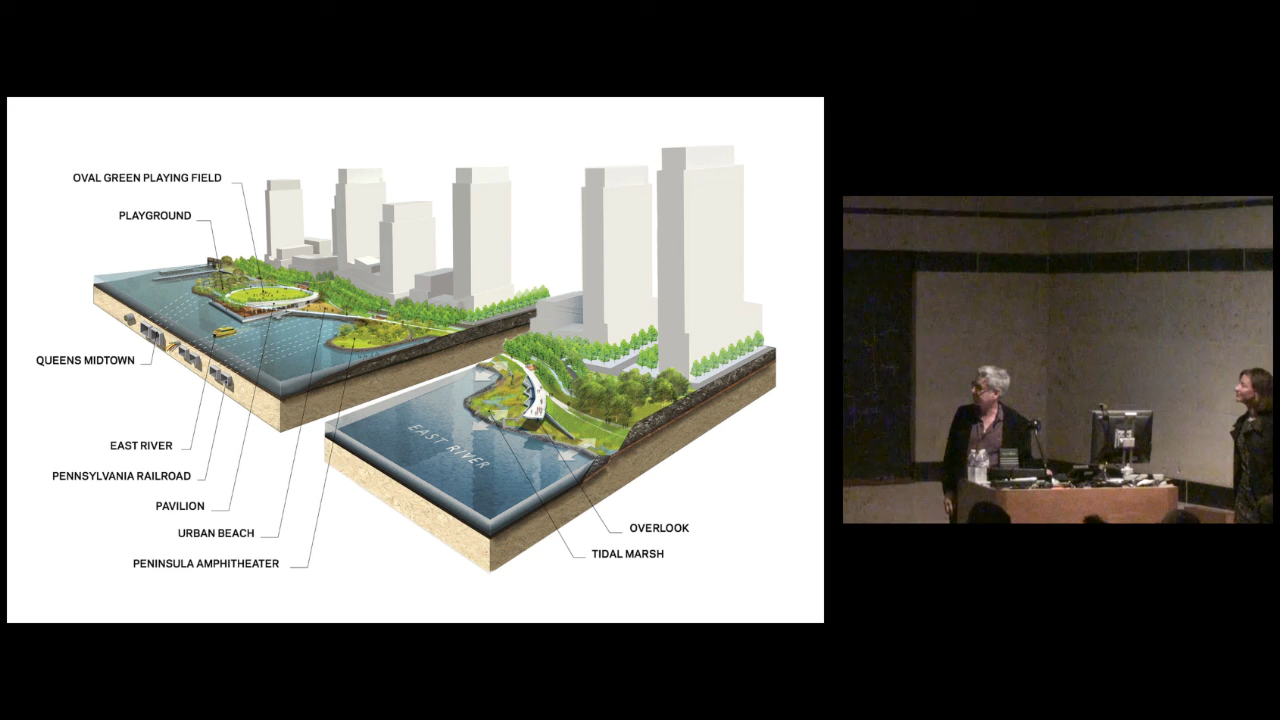 OVAL GREEN PLAYING FIELD
PLAYGROUND
QUEENS MIDTOWN
EAST RIVER
PENNSYLVANIA RAILROAD
PAVILION
URBAN BEACH
PENINSULA AMPHITHEATER
EAST RIVER
OVERLOOK
TIDAL MARSH